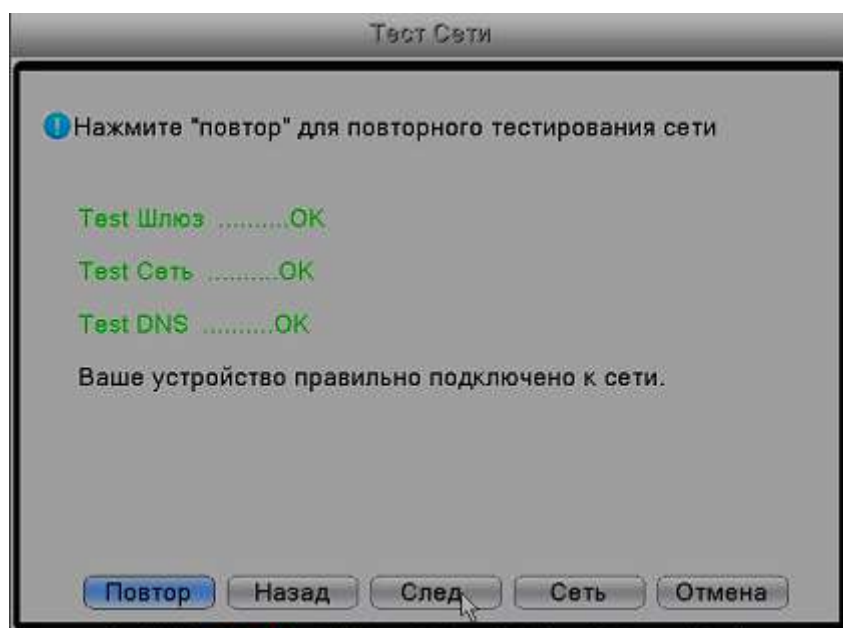 Тест Сети
Нажмите "повтор" для повторного тестирования сети
Test Шлюз ..........OK
Test Сеть ..........OK
Test DNS ..........OK
Ваше устройство правильно подключено к сети.
Повтор Назад След Сеть Отмена